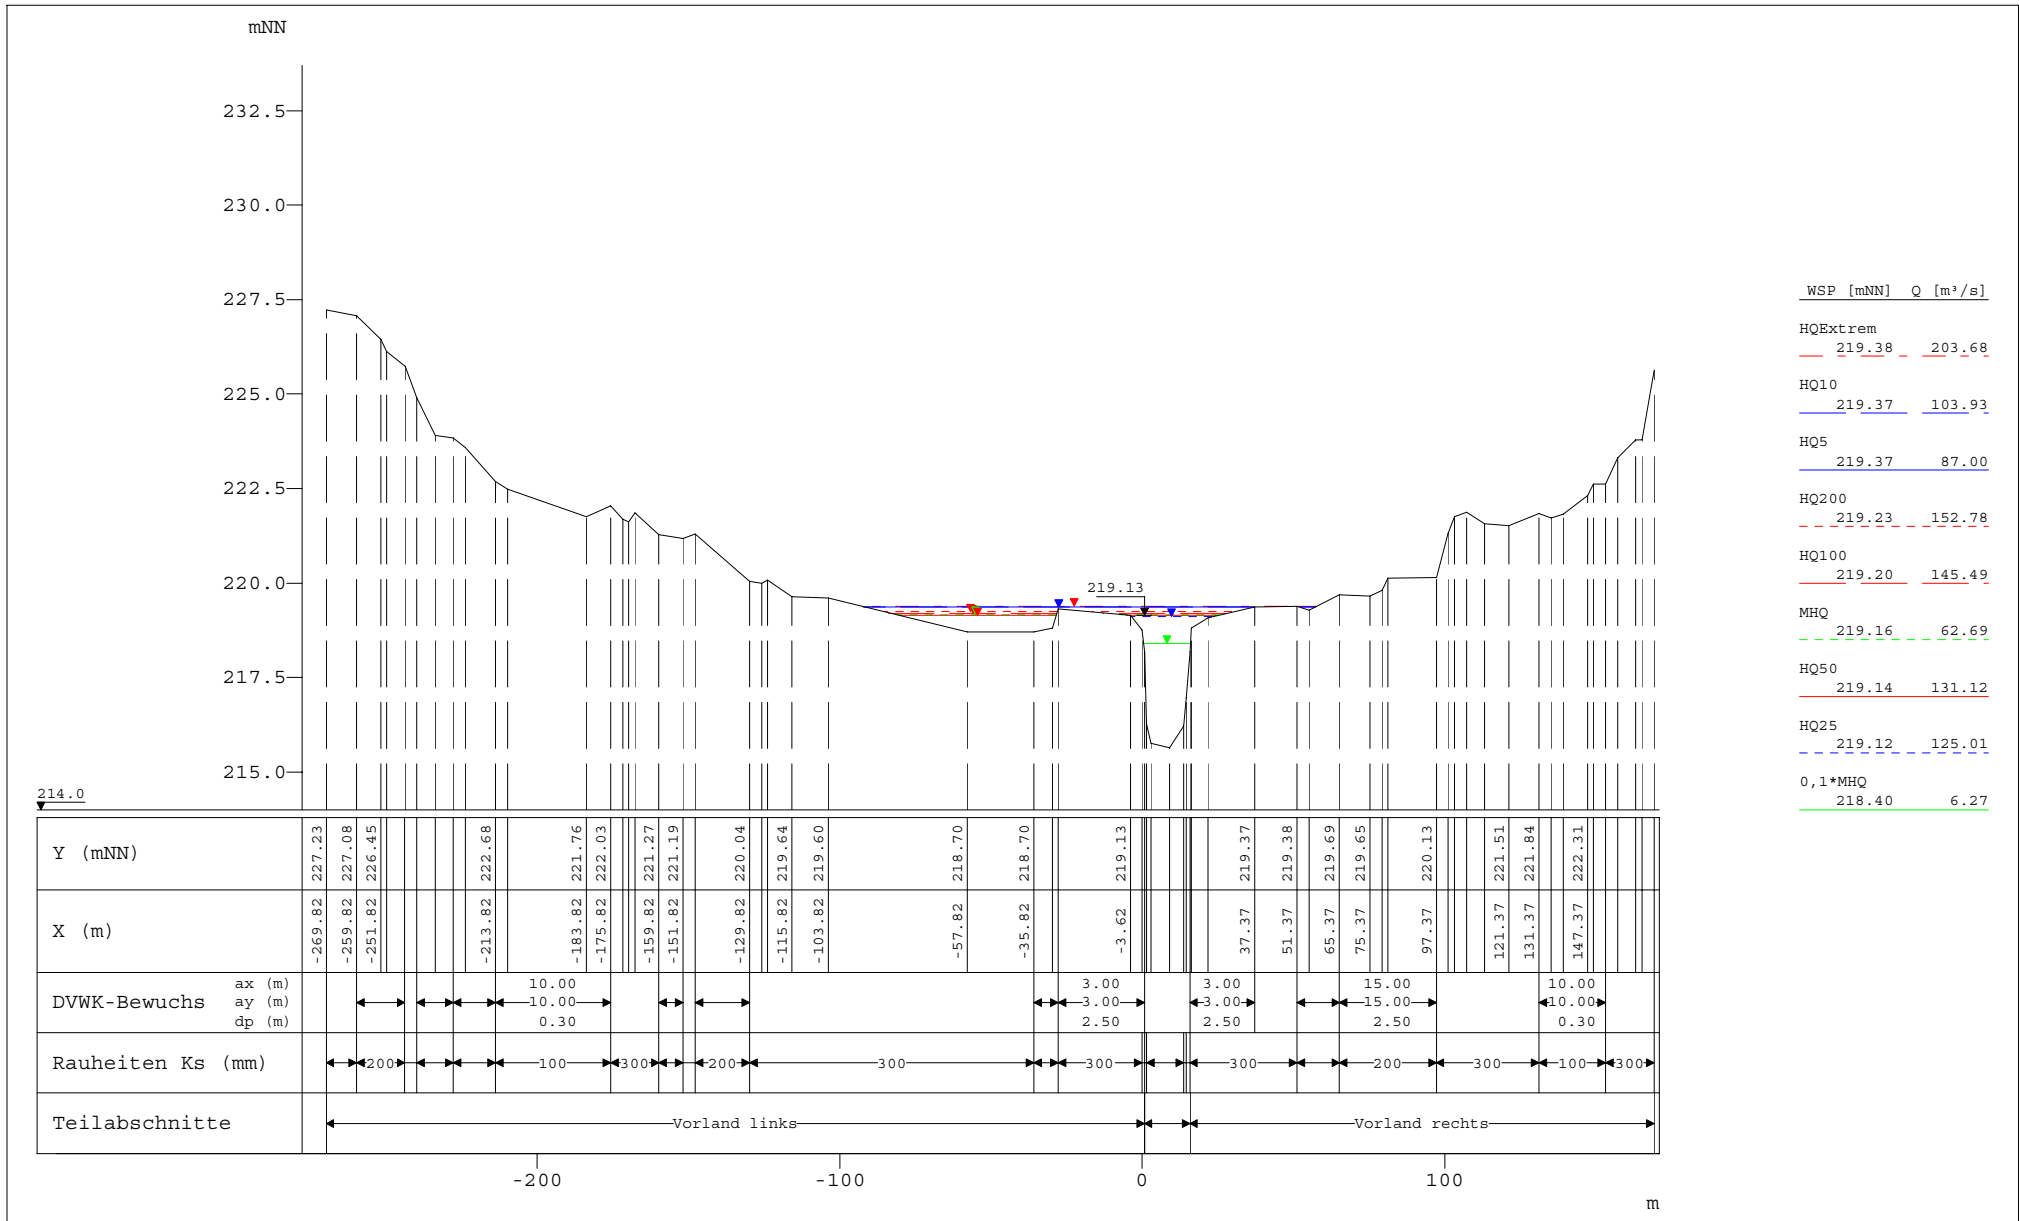 mNN
232.5
230.0
227.5
225.0
222.5
220.0
217.5
215.0
214.0
219.13
WSP [mNN] Q [m³/s]
HQExtrem
219.38 203.68
HQ10
219.37 103.93
HQ5
219.37 87.00
HQ200
219.23 152.78
HQ100
219.20 145.49
MHQ
219.16 62.69
HQ50
219.14 131.12
HQ25
219.12 125.01
0,1*MHQ
218.40 6.27
Y (mNN) 227.23 227.08 226.45 222.68 221.76 222.03 221.27 221.19 220.04 219.64 219.60 218.70 218.70 219.13 219.37 219.38 219.69 219.65 220.13 221.51 221.84 222.31
X (m) -269.82 -259.82 -251.82 -213.82 -183.82 -175.82 -159.82 -151.82 -129.82 -115.82 -103.82 -57.82 -35.82 -3.62 37.37 51.37 65.37 75.37 97.37 121.37 131.37 147.37
ax (m) 10.00 3.00 3.00 15.00 10.00
DVWK-Bewuchs ay (m) 10.00 3.00 3.00 15.00 10.00
dp (m) 0.30 2.50 2.50 2.50 0.30
Rauheiten Ks (mm) 200 100 300 200 300 300 300 200 300 100 300
Teilabschnitte Vorland links Vorland rechts
-200 -100 0 100
m